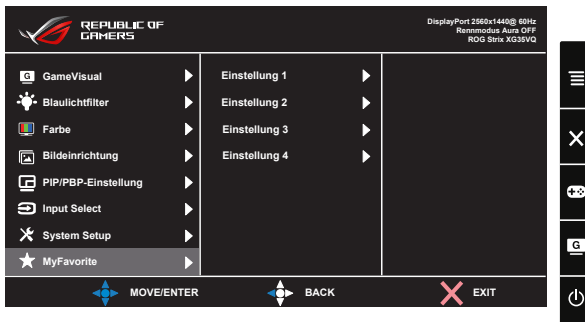 REPUBLIC OF
GAMERS
DisplayPort 2560x1440@ 60Hz
Rennmodus Aura OFF
ROG Strix XG35VQ
G GameVisual
Blaulichtfilter
Farbe
Bildeinrichtung
PIP/PBP-Einstellung
Input Select
System Setup
MyFavorite
Einstellung 1
Einstellung 2
Einstellung 3
Einstellung 4
MOVE/ENTER
BACK
EXIT
G